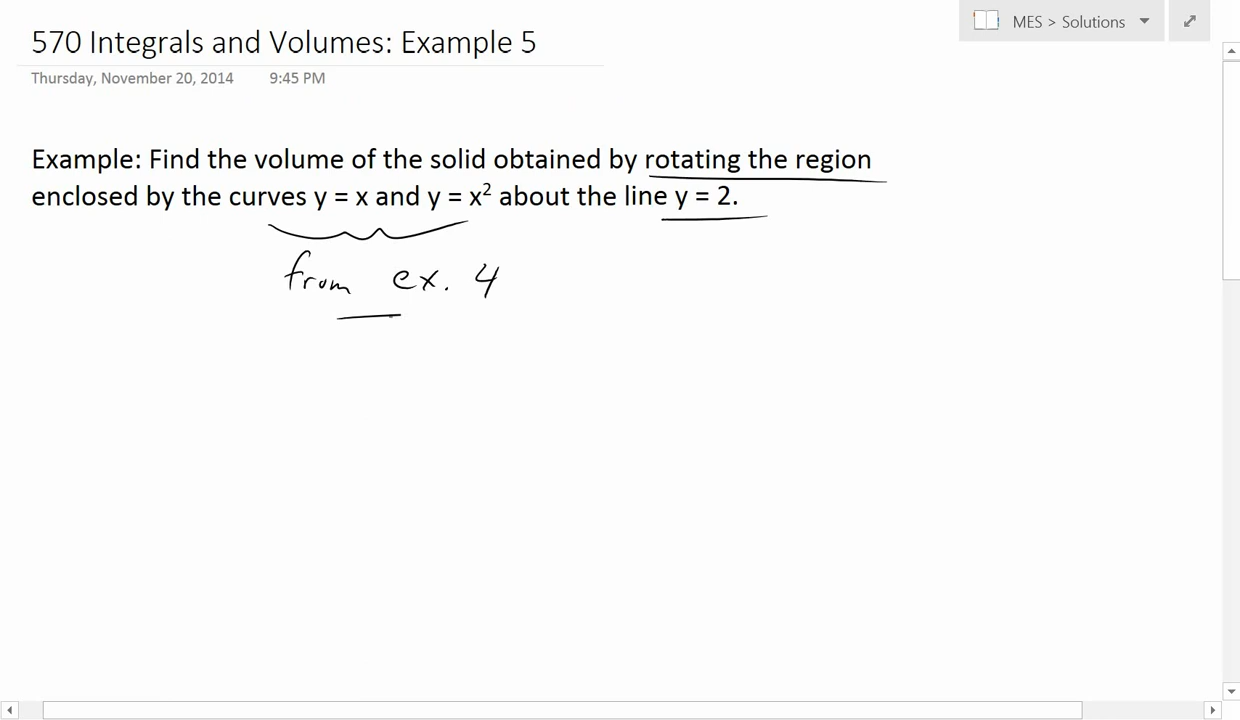 MES > Solutions
570 Integrals and Volumes: Example 5
Thursday, November 20, 2014 9:45 PM
Example: Find the volume of the solid obtained by rotating the region
enclosed by the curves y = x and y = x² about the line y = 2.
from ex. 4